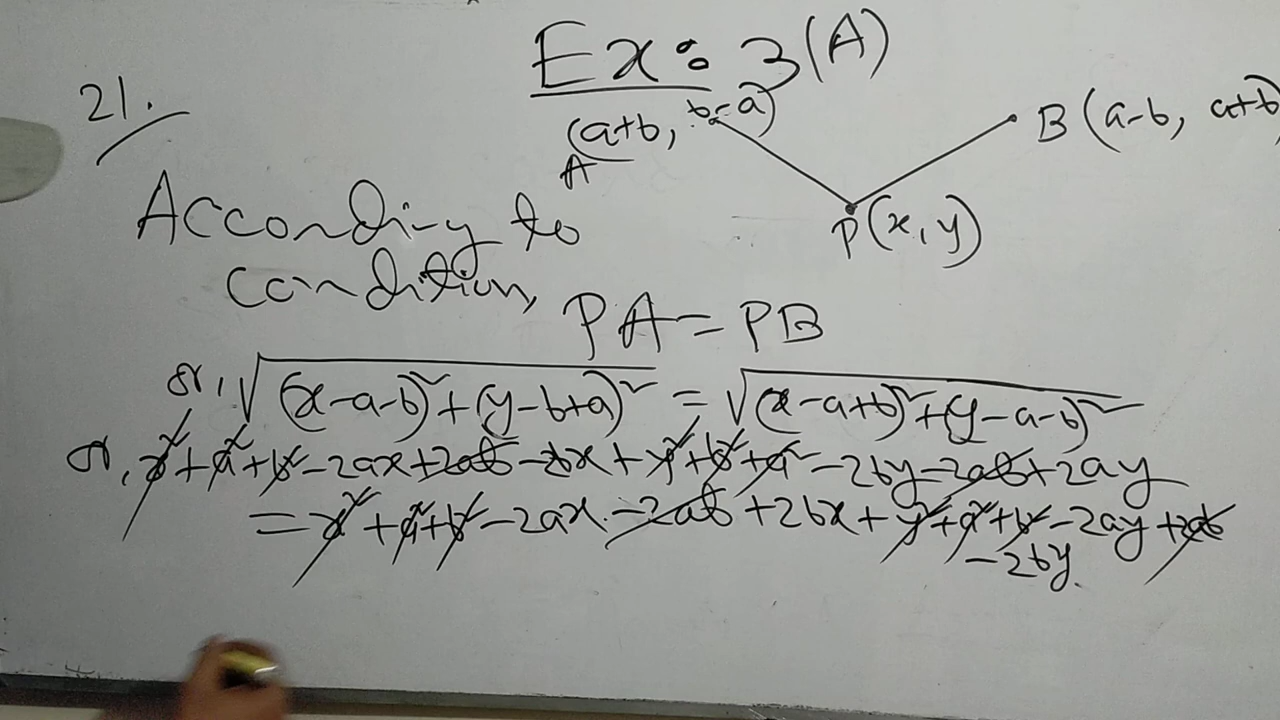 Ex: 3(A)
21.
(a+b, b-a)
A
B(a-b, a+b)
P(x,y)
According to
condition,
PA=PB
or, √(x-a-b)²+(y-b+a)² = √(x-a+b)²+(y-a-b)²
or, x²+a²+b²-2ax+2ab-2bx+y²+b²+a²-2by-2ab+2ay
=x²+a²+b²-2ax-2ab+2bx+y²+a²+b²-2ay+2ab
-2by